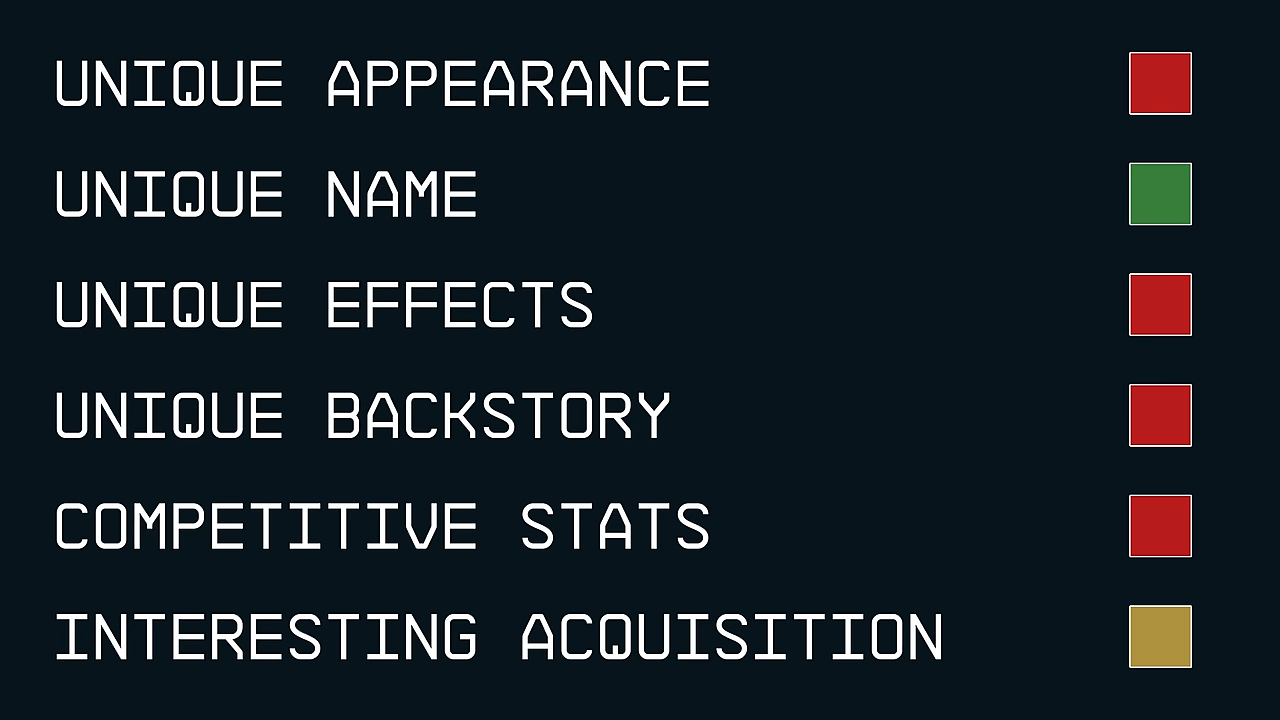 UNIQUE APPEARANCE
UNIQUE NAME
UNIQUE EFFECTS
UNIQUE BACKSTORY
COMPETITIVE STATS
INTERESTING ACQUISITION